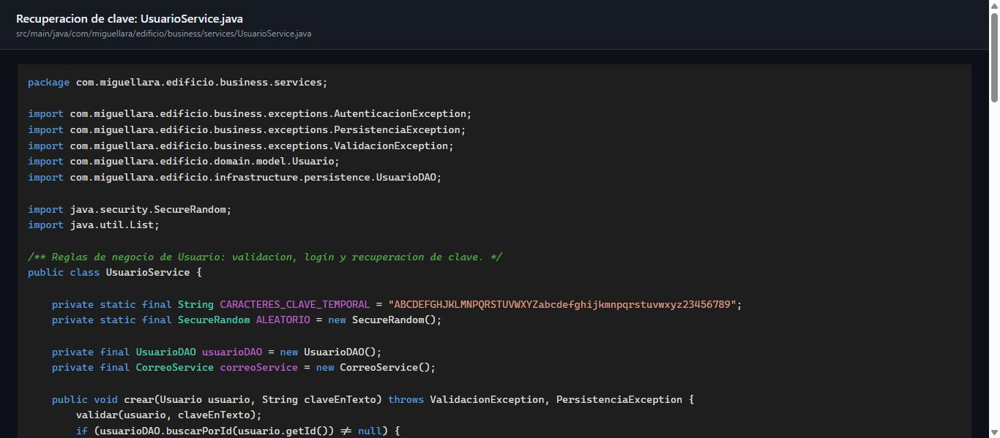 Recuperacion de clave: UsuarioService.java
src/main/java/com/miguellara/edificio/business/services/UsuarioService.java
package com.miguellara.edificio.business.services;
import com.miguellara.edificio.business.exceptions.AutenticacionException;
import com.miguellara.edificio.business.exceptions.PersistenciaException;
import com.miguellara.edificio.business.exceptions.ValidacionException;
import com.miguellara.edificio.domain.model.Usuario;
import com.miguellara.edificio.infrastructure.persistence.UsuarioDAO;
import java.security.SecureRandom;
import java.util.List;
/** Reglas de negocio de Usuario: validacion, login y recuperacion de clave. */
public class UsuarioService {
private static final String CARACTERES_CLAVE_TEMPORAL = "ABCDEFGHJKLMNPQRSTUVWXYZabcdefghijkmnpqrstuvwxyz23456789";
private static final SecureRandom ALEATORIO = new SecureRandom();
private final UsuarioDAO usuarioDAO = new UsuarioDAO();
private final CorreoService correoService = new CorreoService();
public void crear(Usuario usuario, String claveEnTexto) throws ValidacionException, PersistenciaException {
validar(usuario, claveEnTexto);
if (usuarioDAO.buscarPorId(usuario.getId()) ≠ null) {